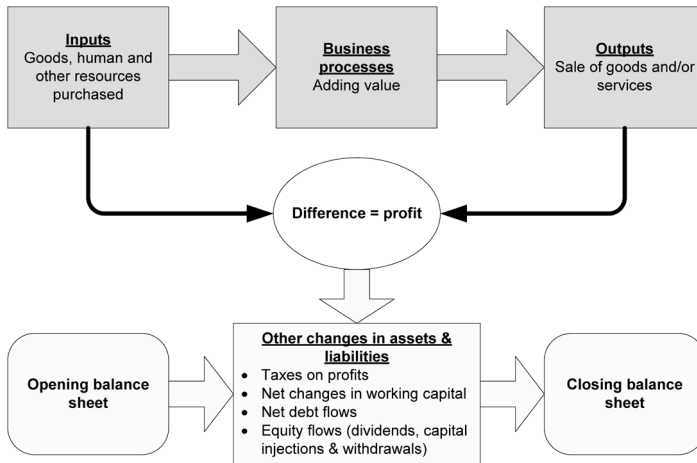 Inputs
Goods, human and
other resources
purchased
Business
processes
Adding value
Outputs
Sale of goods and/or
services
Difference = profit
Opening balance
sheet
Other changes in assets &
liabilities
• Taxes on profits
• Net changes in working capital
• Net debt flows
• Equity flows (dividends, capital
injections & withdrawals)
Closing balance
sheet